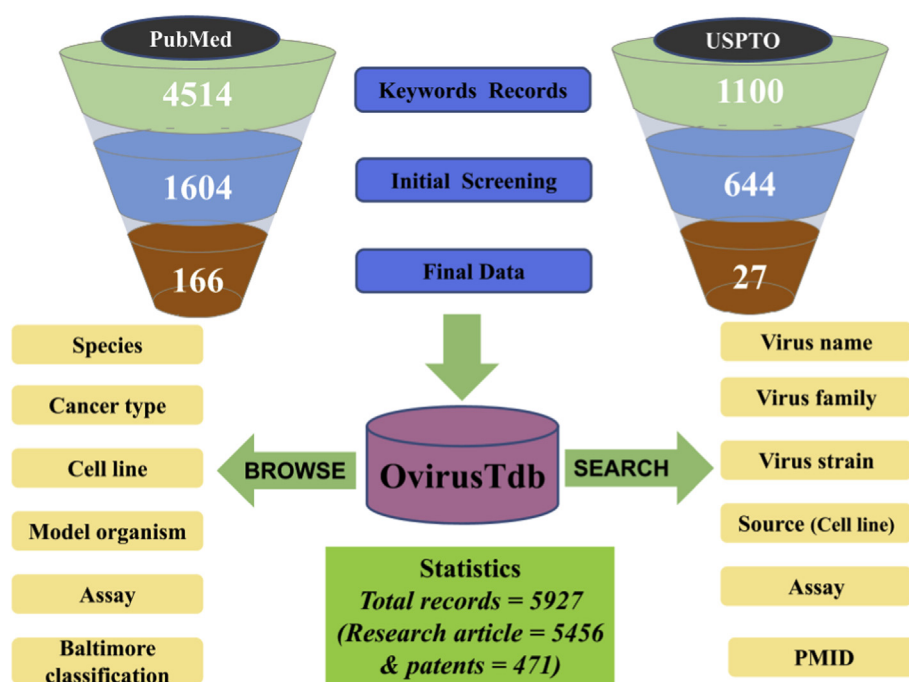 PubMed
USPTO
4514
Keywords Records
1100
1604
Initial Screening
644
166
Final Data
27
Species
Cancer type
Cell line
Model organism
Assay
Baltimore
classification
BROWSE
OvirusTdb
SEARCH
Virus name
Virus family
Virus strain
Source (Cell line)
Assay
PMID
Statistics
Total records = 5927
(Research article = 5456
& patents = 471)